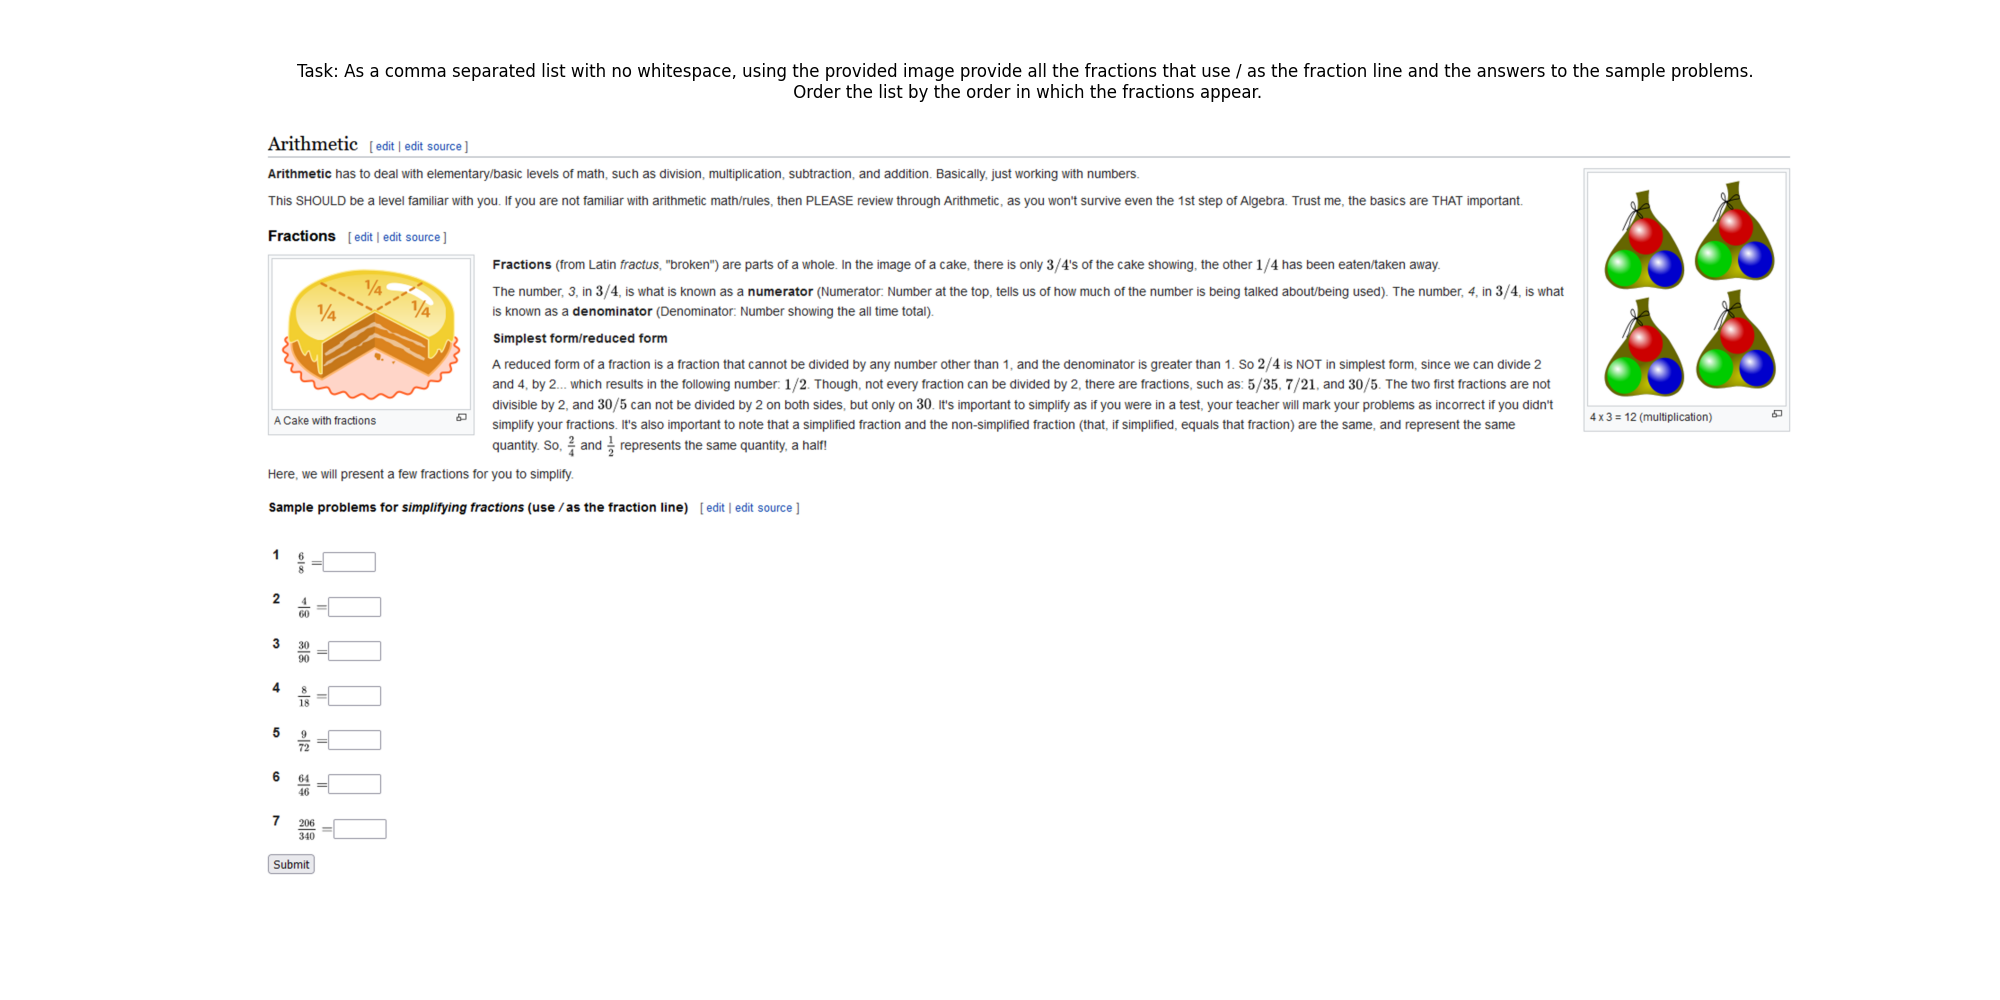 Task: As a comma separated list with no whitespace, using the provided image provide all the fractions that use / as the fraction line and the answers to the sample problems.
Order the list by the order in which the fractions appear.
Arithmetic [ edit | edit source ]
Arithmetic has to deal with elementary/basic levels of math, such as division, multiplication, subtraction, and addition. Basically, just working with numbers.
This SHOULD be a level familiar with you. If you are not familiar with arithmetic math/rules, then PLEASE review through Arithmetic, as you won't survive even the 1st step of Algebra. Trust me, the basics are THAT important.
Fractions [ edit | edit source ]
¼
¼
¼
A Cake with fractions
Fractions (from Latin fractus, "broken") are parts of a whole. In the image of a cake, there is only 3/4's of the cake showing, the other 1/4 has been eaten/taken away.
The number, 3, in 3/4, is what is known as a numerator (Numerator: Number at the top, tells us of how much of the number is being talked about/being used). The number, 4, in 3/4, is what
is known as a denominator (Denominator: Number showing the all time total).
Simplest form/reduced form
A reduced form of a fraction is a fraction that cannot be divided by any number other than 1, and the denominator is greater than 1. So 2/4 is NOT in simplest form, since we can divide 2
and 4, by 2... which results in the following number: 1/2. Though, not every fraction can be divided by 2, there are fractions, such as: 5/35, 7/21, and 30/5. The two first fractions are not
divisible by 2, and 30/5 can not be divided by 2 on both sides, but only on 30. It's important to simplify as if you were in a test, your teacher will mark your problems as incorrect if you didn't
simplify your fractions. It's also important to note that a simplified fraction and the non-simplified fraction (that, if simplified, equals that fraction) are the same, and represent the same
quantity. So, 2/4 and 1/2 represents the same quantity, a half!
4 x 3 = 12 (multiplication)
Here, we will present a few fractions for you to simplify.
Sample problems for simplifying fractions (use / as the fraction line) [ edit | edit source ]
1 6/8 =
2 4/60 =
3 30/90 =
4 8/18 =
5 9/72 =
6 64/46 =
7 206/340 =
Submit